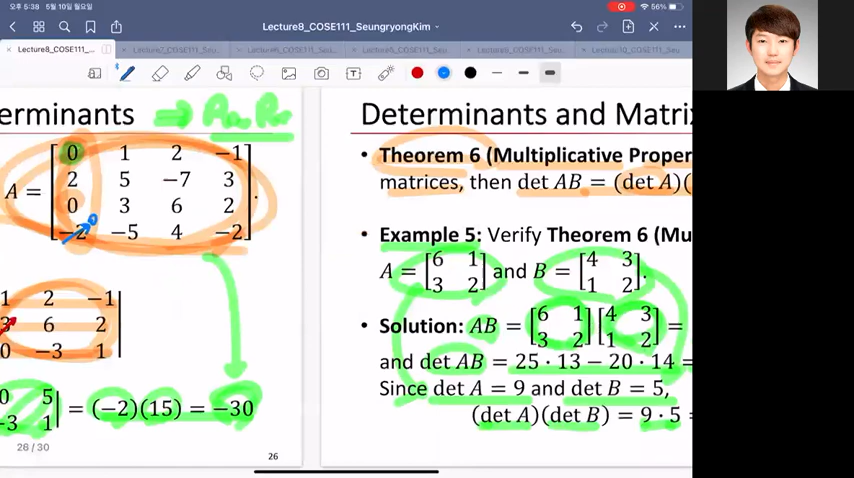 오후 5:38 5월 10일 월요일
56%
Lecture8_COSE111_SeungryongKim
Lecture8_COSE111_...
Determinants
erminants
Determinants and Matri
A = [0 1 2 −1
2 5 −7 3
0 3 6 2
−2 −5 4 −2].
1 2 −1
3 6 2
0 −3 1
0 5
−3 1 = (−2)(15) = −30
26 / 30
26
• Theorem 6 (Multiplicative Proper
matrices, then det AB = (det A)(
• Example 5: Verify Theorem 6 (Mu
A = [6 1
3 2] and B = [4 3
1 2].
• Solution: AB = [6 1
3 2] [4 3
1 2] =
and det AB = 25 · 13 − 20 · 14 =
Since det A = 9 and det B = 5,
(det A)(det B) = 9 · 5 =